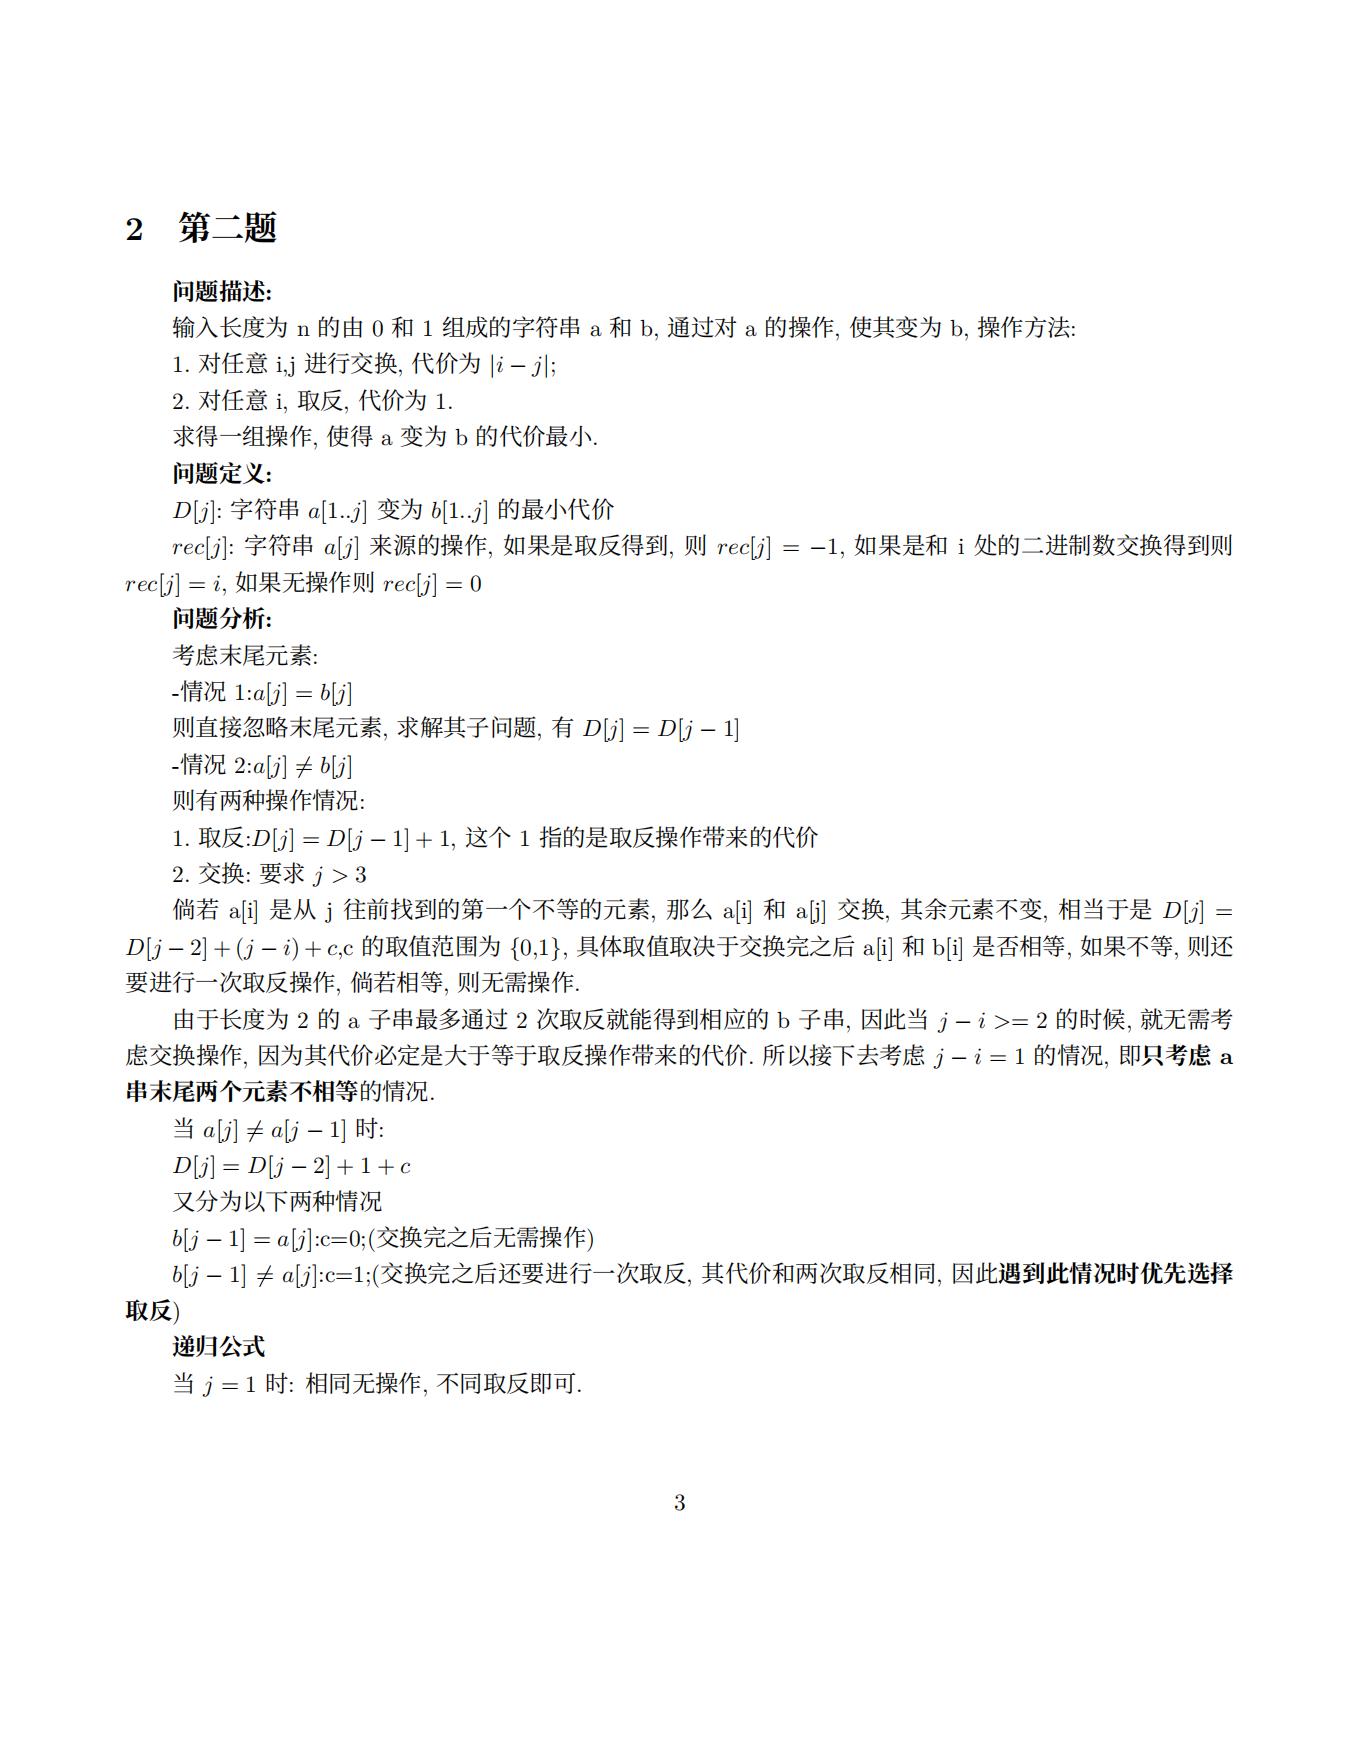 2 第二题
问题描述:
输入长度为 n 的由 0 和 1 组成的字符串 a 和 b, 通过对 a 的操作, 使其变为 b, 操作方法:
1. 对任意 i,j 进行交换, 代价为 |i − j|;
2. 对任意 i, 取反, 代价为 1.
求得一组操作, 使得 a 变为 b 的代价最小.
问题定义:
D[j]: 字符串 a[1..j] 变为 b[1..j] 的最小代价
rec[j]: 字符串 a[j] 来源的操作, 如果是取反得到, 则 rec[j] = −1, 如果是和 i 处的二进制数交换得到则
rec[j] = i, 如果无操作则 rec[j] = 0
问题分析:
考虑末尾元素:
-情况 1:a[j] = b[j]
则直接忽略末尾元素, 求解其子问题, 有 D[j] = D[j − 1]
-情况 2:a[j] ≠ b[j]
则有两种操作情况:
1. 取反:D[j] = D[j − 1] + 1, 这个 1 指的是取反操作带来的代价
2. 交换: 要求 j > 3
倘若 a[i] 是从 j 往前找到的第一个不等的元素, 那么 a[i] 和 a[j] 交换, 其余元素不变, 相当于是 D[j] =
D[j − 2] + (j − i) + c,c 的取值范围为 {0,1}, 具体取值取决于交换完之后 a[i] 和 b[i] 是否相等, 如果不等, 则还
要进行一次取反操作, 倘若相等, 则无需操作.
由于长度为 2 的 a 子串最多通过 2 次取反就能得到相应的 b 子串, 因此当 j − i >= 2 的时候, 就无需考
虑交换操作, 因为其代价必定是大于等于取反操作带来的代价. 所以接下去考虑 j − i = 1 的情况, 即只考虑 a
串末尾两个元素不相等的情况.
当 a[j] ≠ a[j − 1] 时:
D[j] = D[j − 2] + 1 + c
又分为以下两种情况
b[j − 1] = a[j]:c=0;(交换完之后无需操作)
b[j − 1] ≠ a[j]:c=1;(交换完之后还要进行一次取反, 其代价和两次取反相同, 因此遇到此情况时优先选择
取反)
递归公式
当 j = 1 时: 相同无操作, 不同取反即可.
3